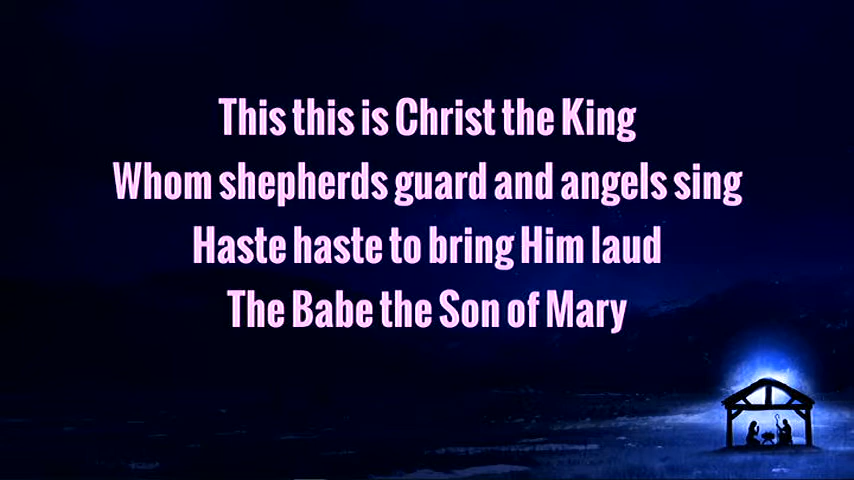 This this is Christ the King
Whom shepherds guard and angels sing
Haste haste to bring Him laud
The Babe the Son of Mary